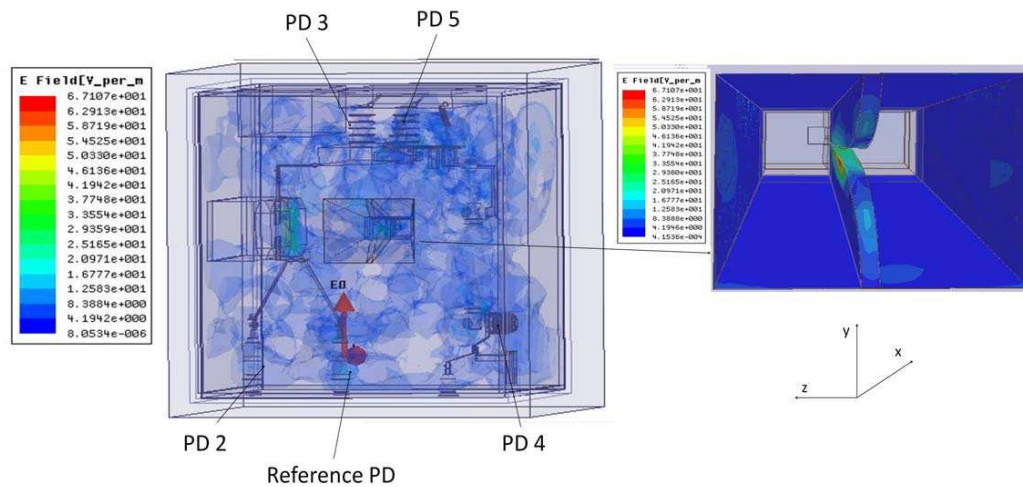 PD 3
PD 5
E Field[V_per_m
6.7107e+001
6.2913e+001
5.8719e+001
5.4525e+001
5.0330e+001
4.6136e+001
4.1942e+001
3.7748e+001
3.3554e+001
2.9359e+001
2.5165e+001
2.0971e+001
1.6777e+001
1.2583e+001
8.3884e+000
4.1942e+000
8.0534e-006
E Field[V_per_m
6.7107e+001
6.2913e+001
5.8719e+001
5.4525e+001
5.0330e+001
4.6136e+001
4.1942e+001
3.7748e+001
3.3554e+001
2.9360e+001
2.5165e+001
2.0971e+001
1.6777e+001
1.2583e+001
8.3888e+000
4.1946e+000
4.1536e-004
E0
y
x
z
PD 2
PD 4
Reference PD